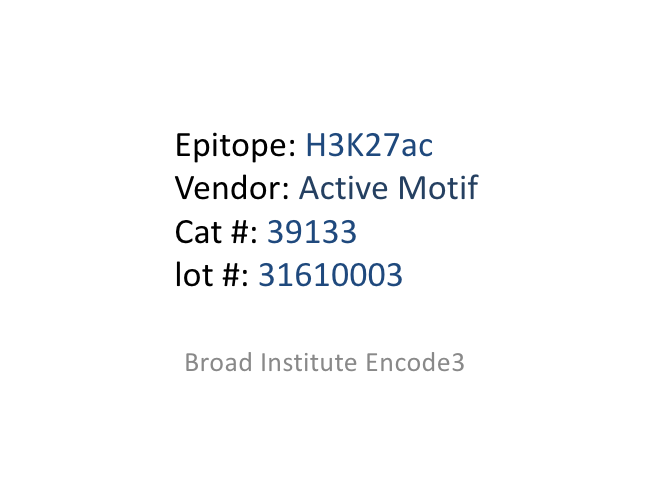 Epitope: H3K27ac
Vendor: Active Motif
Cat #: 39133
lot #: 31610003
Broad Institute Encode3